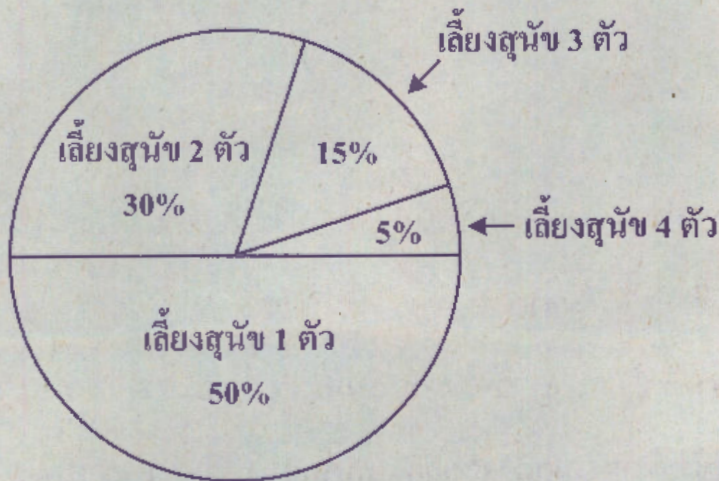 เลี้ยงสุนัข 3 ตัว
เลี้ยงสุนัข 2 ตัว
30%
15%
5%
เลี้ยงสุนัข 4 ตัว
เลี้ยงสุนัข 1 ตัว
50%